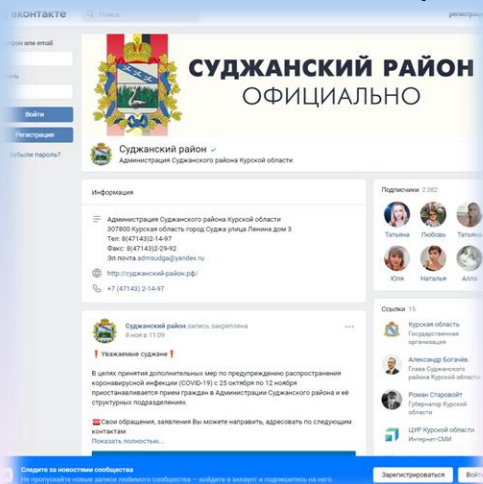 вконтакте
Поиск
регистрац
ефон или email
Войти
Регистрация
Забыли пароль?
СУДЖАНСКИЙ РАЙОН
ОФИЦИАЛЬНО
Суджанский район
Администрация Суджанского района Курской области
Информация
Администрация Суджанского района Курской области
307800 Курская область город Суджа улица Ленина дом 3
Тел: 8(47143)2-14-97
Факс: 8(47143)2-29-92
Эл.почта admsudga@yandex.ru
http://суджанский-район.рф/
+7 (47143) 2-14-97
Суджанский район запись закреплена
8 ноя в 11:09
❗ Уважаемые суджане ❗
В целях принятия дополнительных мер по предупреждению распространения
коронавирусной инфекции (COVID-19) с 25 октября по 12 ноября
приостанавливается прием граждан в Администрации Суджанского района и её
структурных подразделениях.
☎Свои обращения, заявления Вы можете направить, адресовать по следующим
контактам:
Показать полностью...
Подписчики 2 382
Татьяна Любовь Татьяна
Юля Наталья Алло
Ссылки 15
Курская область
Государственная
организация
Александр Богачёв
Глава Суджанского
района Курской области
Роман Старовойт
Губернатор Курской
области
ЦУР Курской области
Интернет-СМИ
Следите за новостями сообщества
Не пропускайте новые записи любимого сообщества — войдите в аккаунт и подпишитесь на него.
Зарегистрироваться
Войт